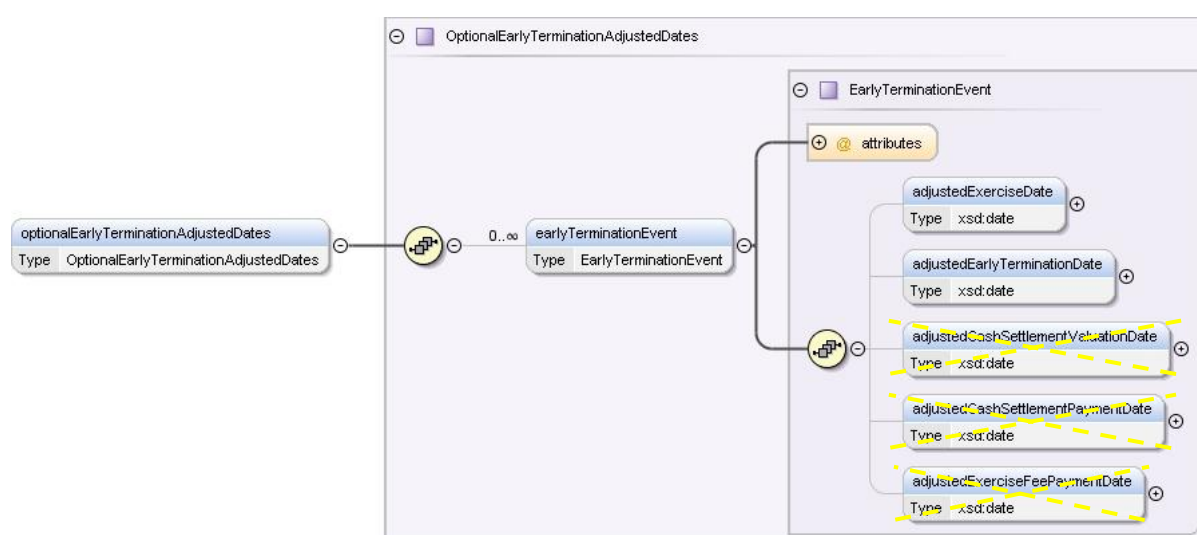 OptionalEarlyTerminationAdjustedDates
EarlyTerminationEvent
@ attributes
adjustedExerciseDate
Type xsd:date
optionalEarlyTerminationAdjustedDates
Type OptionalEarlyTerminationAdjustedDates
0..∞
earlyTerminationEvent
Type EarlyTerminationEvent
adjustedEarlyTerminationDate
Type xsd:date
adjustedCashSettlementValuationDate
Type xsd:date
adjustedCashSettlementPaymentDate
Type xsd:date
adjustedExerciseFeePaymentDate
Type xsd:date